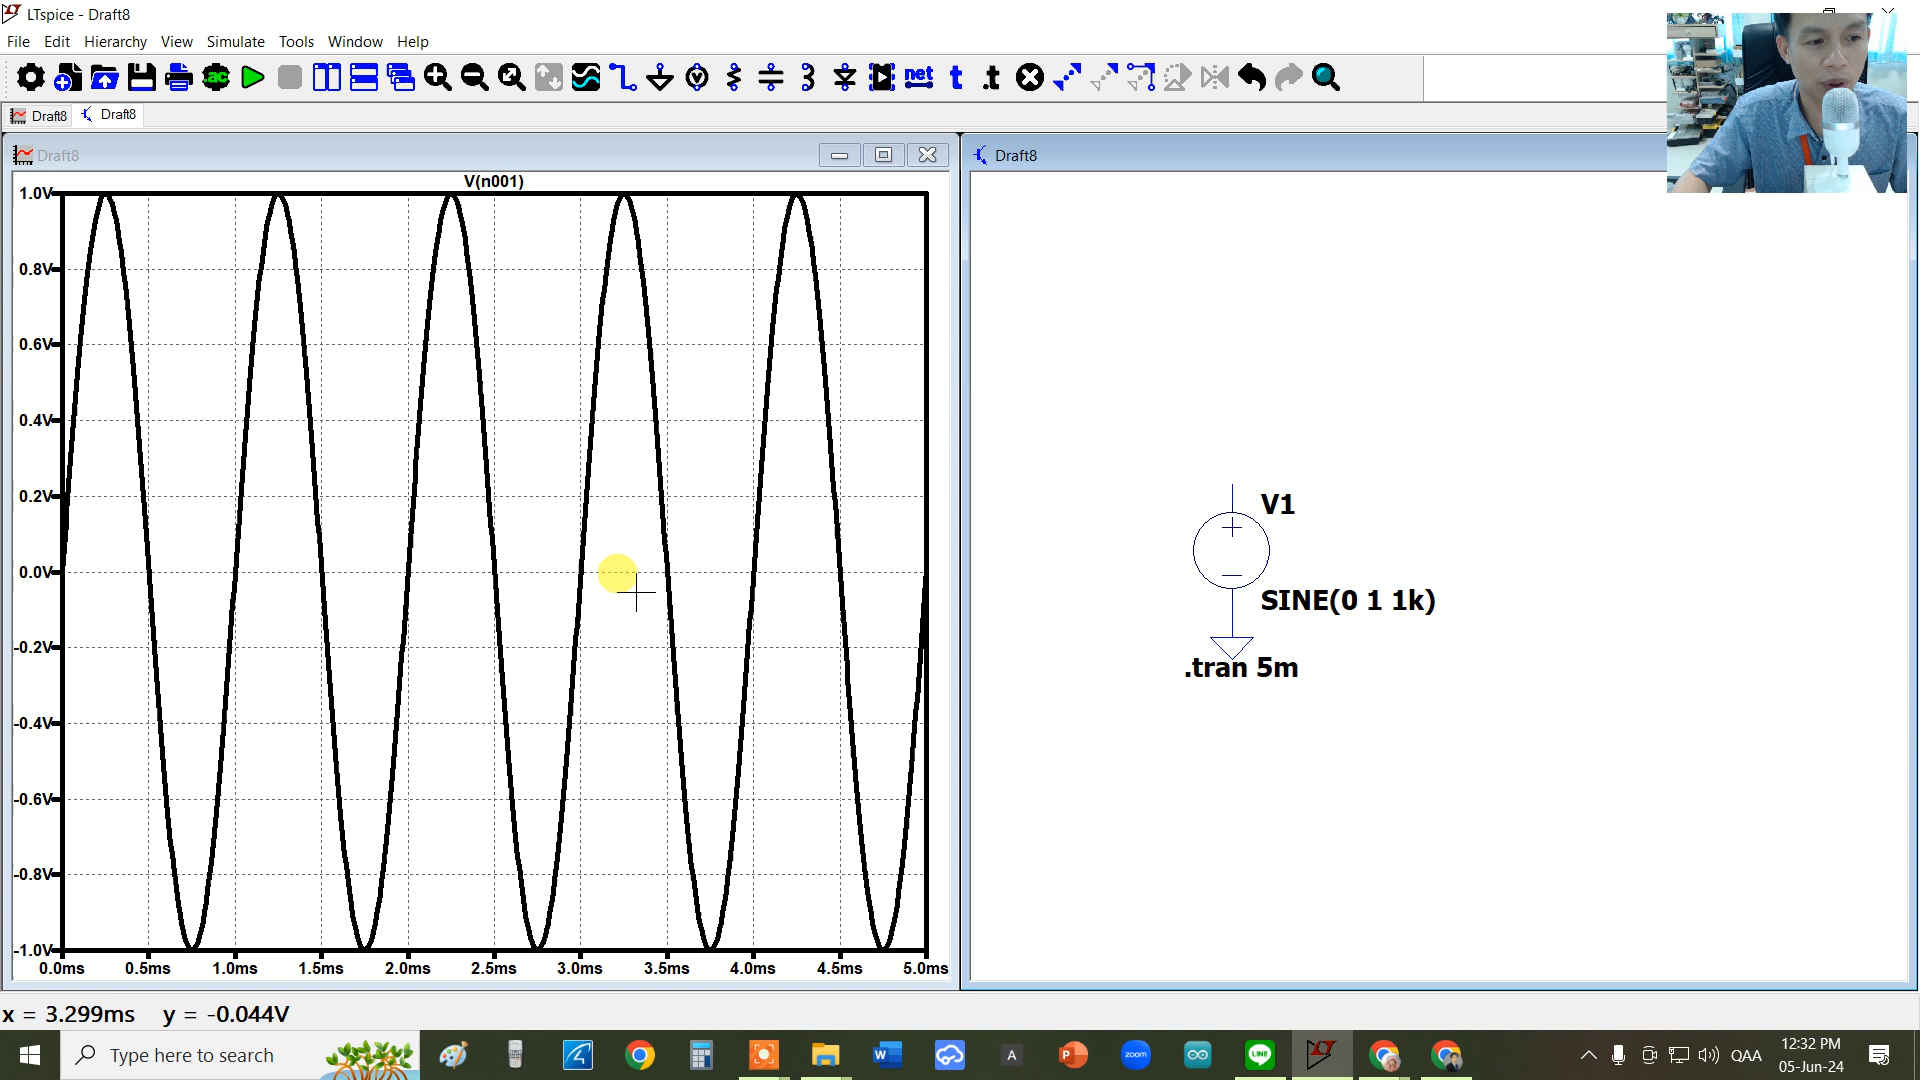 LTspice - Draft8
File Edit Hierarchy View Simulate Tools Window Help
.ac net t .t
Draft8 Draft8
Draft8
Draft8
V(n001)
1.0V
0.8V
0.6V
0.4V
0.2V
0.0V
-0.2V
-0.4V
-0.6V
-0.8V
-1.0V
0.0ms 0.5ms 1.0ms 1.5ms 2.0ms 2.5ms 3.0ms 3.5ms 4.0ms 4.5ms 5.0ms
V1
SINE(0 1 1k)
.tran 5m
x = 3.299ms y = -0.044V
Type here to search
W
A
P
zoom
LINE
QAA
12:32 PM
05-Jun-24